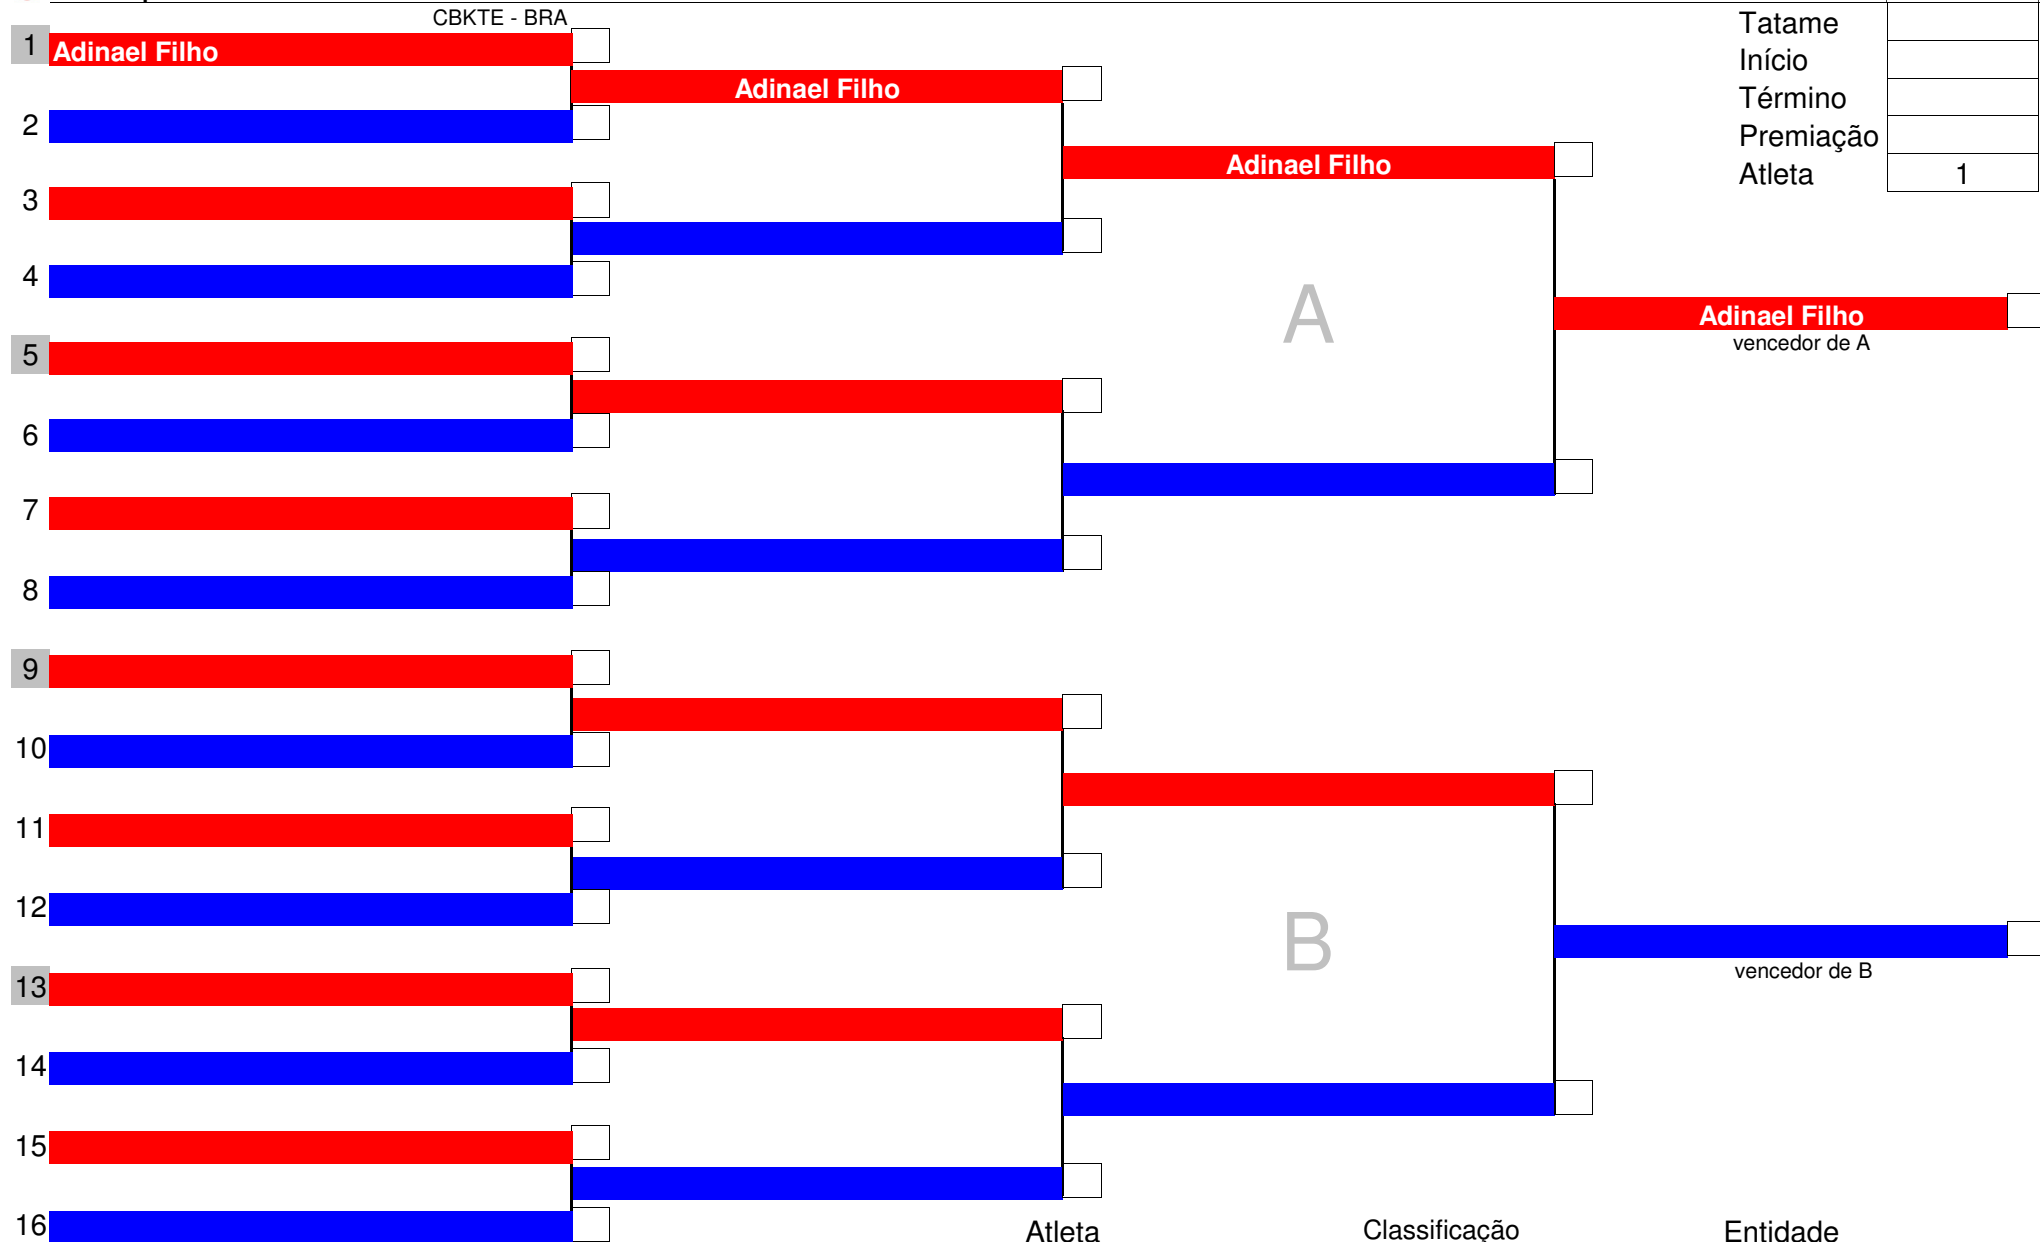 CBKTE - BRA
Tatame
1 Adinael Filho
Início
Adinael Filho
Término
2
Premiação
Adinael Filho
Atleta 1
3
4
A
Adinael Filho
vencedor de A
5
6
7
8
9
10
11
12
B
vencedor de B
13
14
15
16
Atleta Classificação Entidade